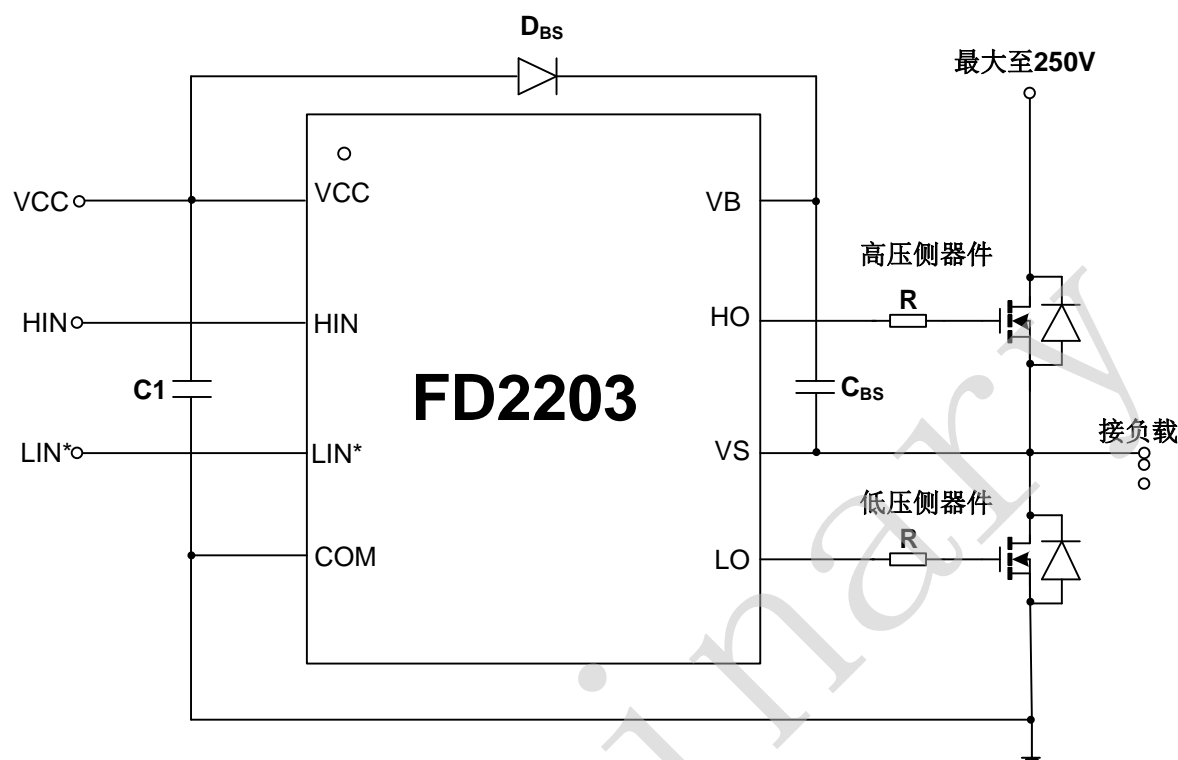 DBS
最大至250V
VCC
VCC
VB
高压侧器件
HIN
HIN
HO
R
C1
FD2203
CBS
LIN*
LIN*
VS
接负载
低压侧器件
COM
LO
R
inary